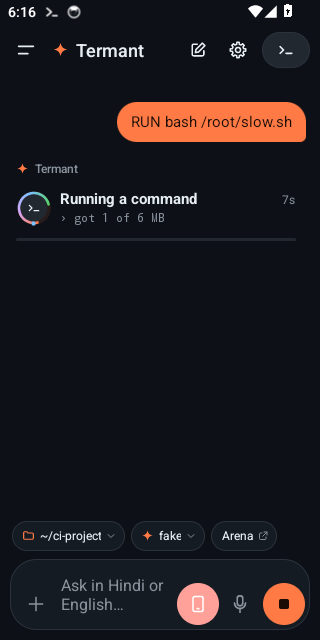 6:16
Termant
RUN bash /root/slow.sh
Termant
Running a command 7s
› got 1 of 6 MB
~/ci-project
fake
Arena
Ask in Hindi or
English...